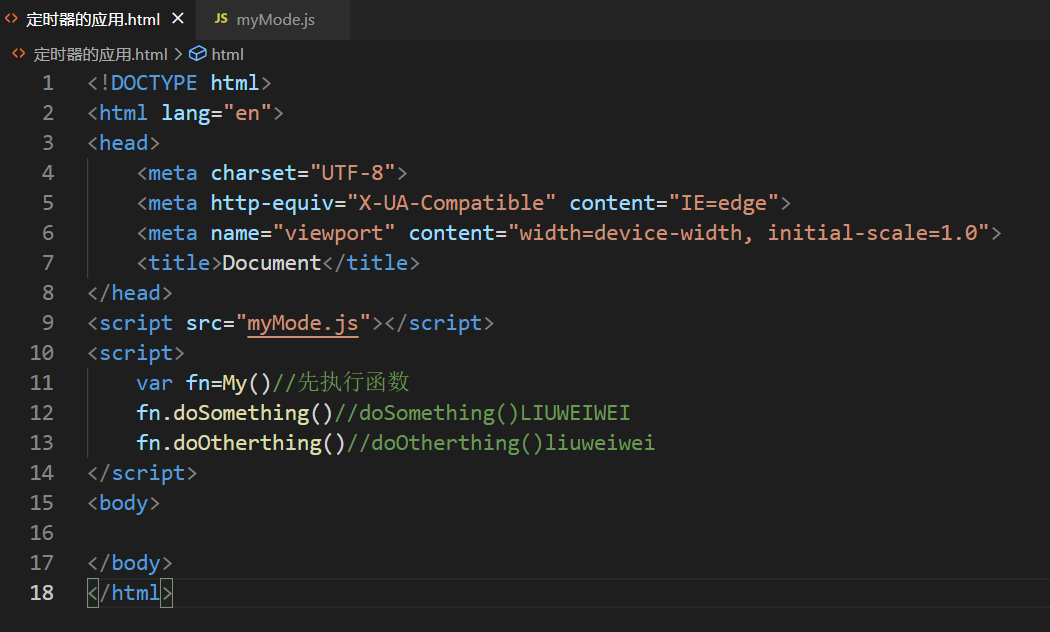 定时器的应用.html
JS myMode.js
定时器的应用.html > html
1 <!DOCTYPE html>
2 <html lang="en">
3 <head>
4 <meta charset="UTF-8">
5 <meta http-equiv="X-UA-Compatible" content="IE=edge">
6 <meta name="viewport" content="width=device-width, initial-scale=1.0">
7 <title>Document</title>
8 </head>
9 <script src="myMode.js"></script>
10 <script>
11 var fn=My()//先执行函数
12 fn.doSomething()//doSomething()LIUWEIWEI
13 fn.doOtherthing()//doOtherthing()liuweiwei
14 </script>
15 <body>
16
17 </body>
18 </html>